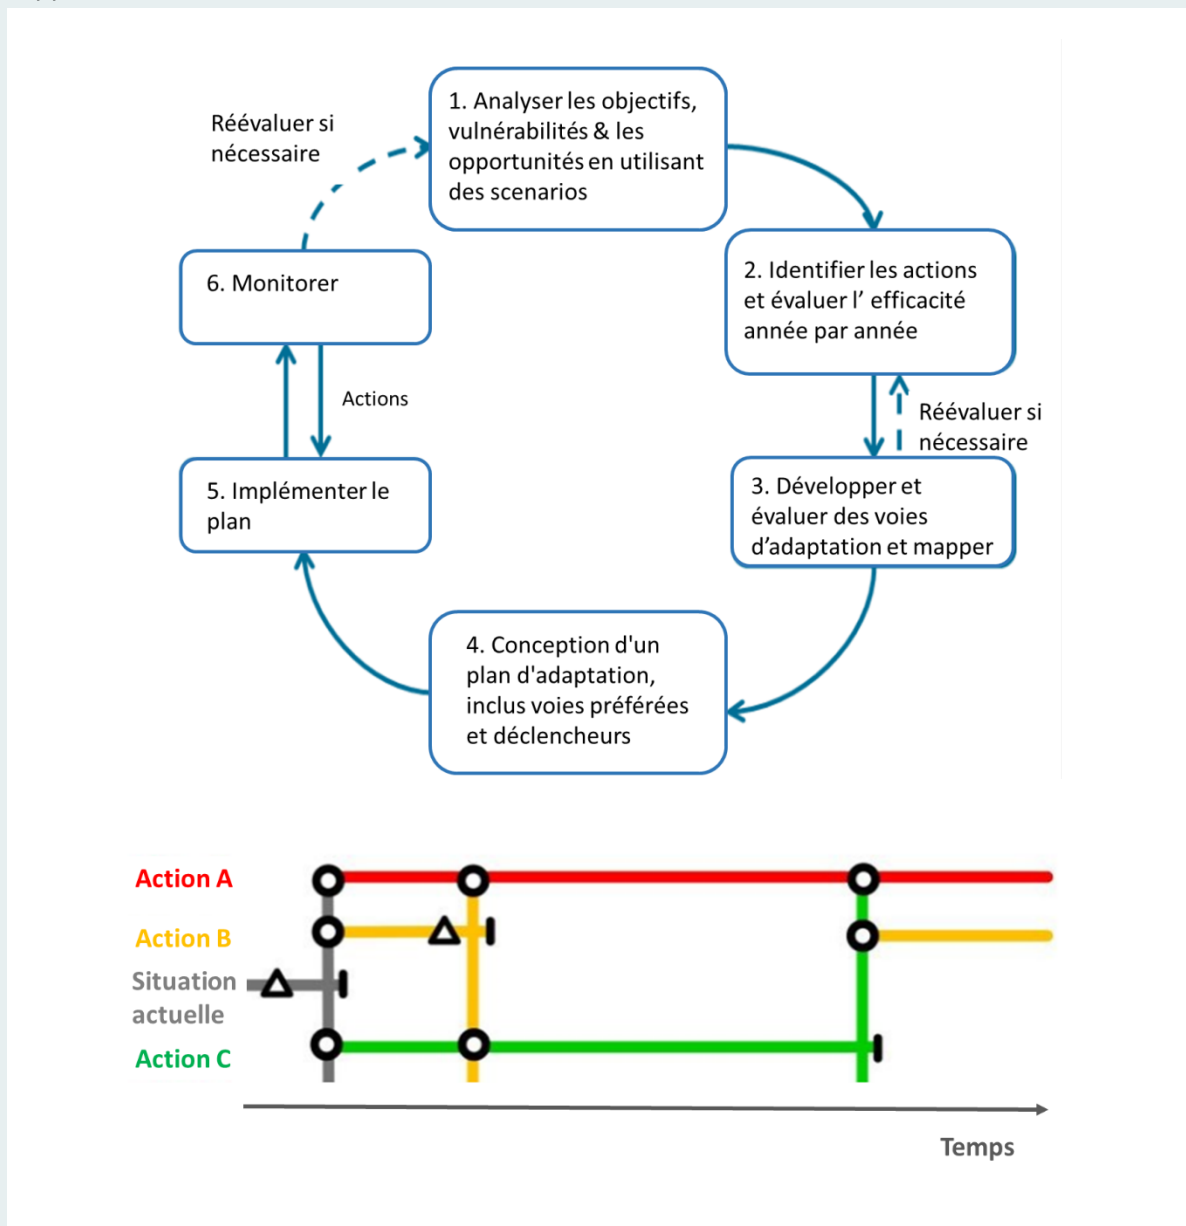 1. Analyser les objectifs,
vulnérabilités & les
opportunités en utilisant
des scenarios
Réévaluer si
nécessaire
2. Identifier les actions
et évaluer l’ efficacité
année par année
6. Monitorer
Actions
Réévaluer si
nécessaire
3. Développer et
évaluer des voies
d’adaptation et mapper
5. Implémenter le
plan
4. Conception d'un
plan d'adaptation,
inclus voies préférées
et déclencheurs
Action A
Action B
Situation
actuelle
Action C
Temps